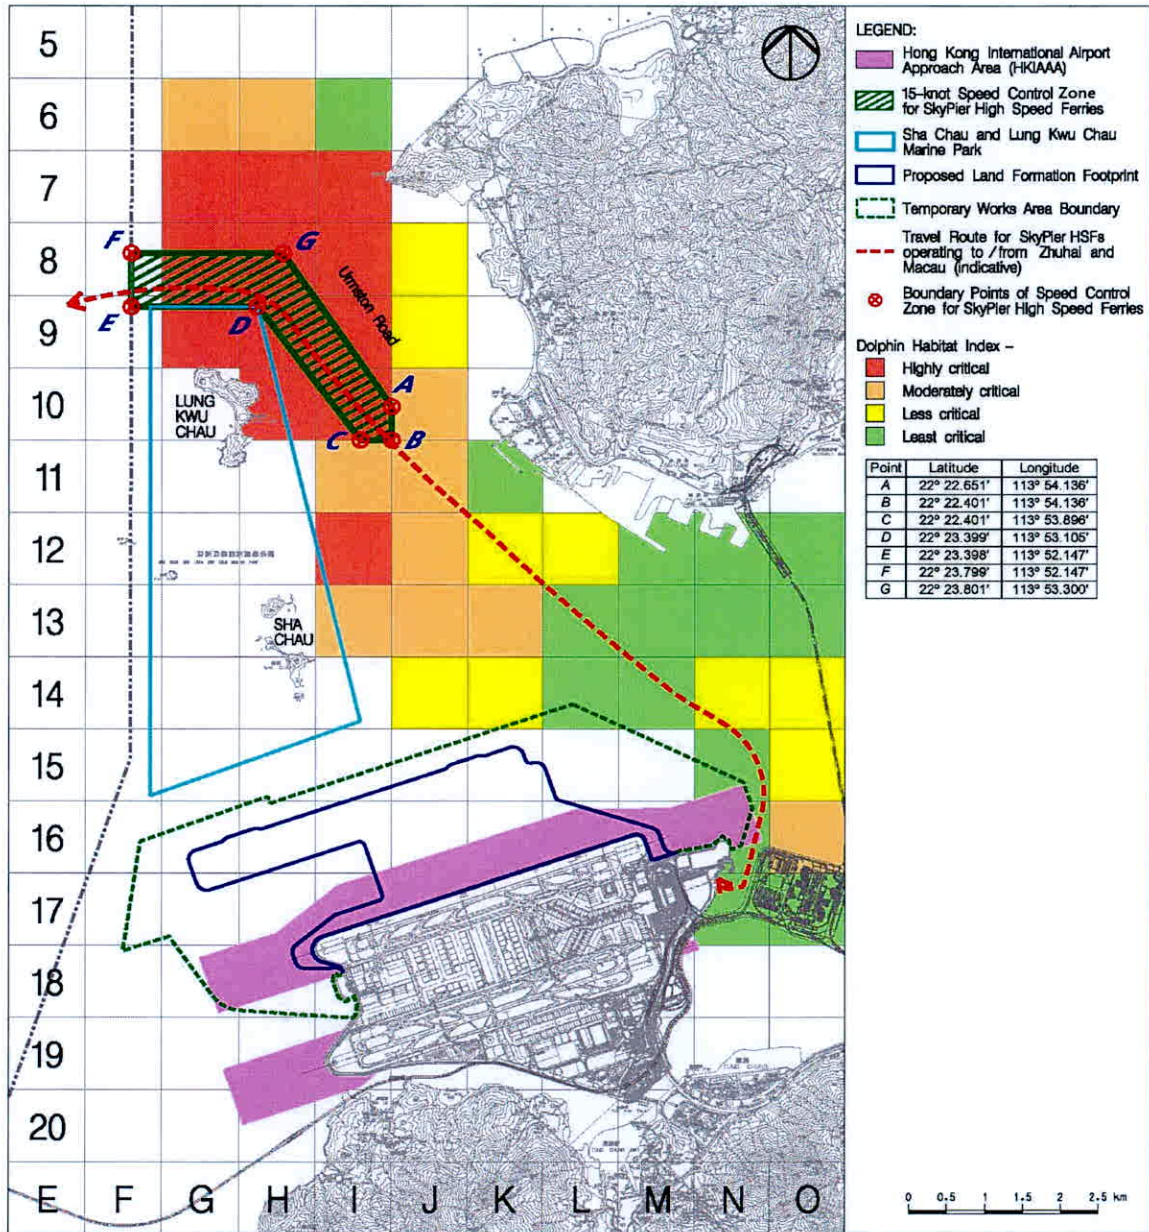 5
6
7
8
9
10
11
12
13
14
15
16
17
18
19
20
E F G H I J K L M N O
F
G
E
D
A
C
B
Urmston Road
LUNG
KWU
CHAU
SHA
CHAU
LEGEND:
Hong Kong International Airport
Approach Area (HKIAAA)
15-knot Speed Control Zone
for SkyPier High Speed Ferries
Sha Chau and Lung Kwu Chau
Marine Park
Proposed Land Formation Footprint
Temporary Works Area Boundary
Travel Route for SkyPier HSFs
operating to /from Zhuhai and
Macau (indicative)
Boundary Points of Speed Control
Zone for SkyPier High Speed Ferries
Dolphin Habitat Index –
Highly critical
Moderately critical
Less critical
Least critical
Point Latitude Longitude
A 22° 22.651' 113° 54.136'
B 22° 22.401' 113° 54.136'
C 22° 22.401' 113° 53.896'
D 22° 23.399' 113° 53.105'
E 22° 23.398' 113° 52.147'
F 22° 23.799' 113° 52.147'
G 22° 23.801' 113° 53.300'
0 0.5 1 1.5 2 2.5 km